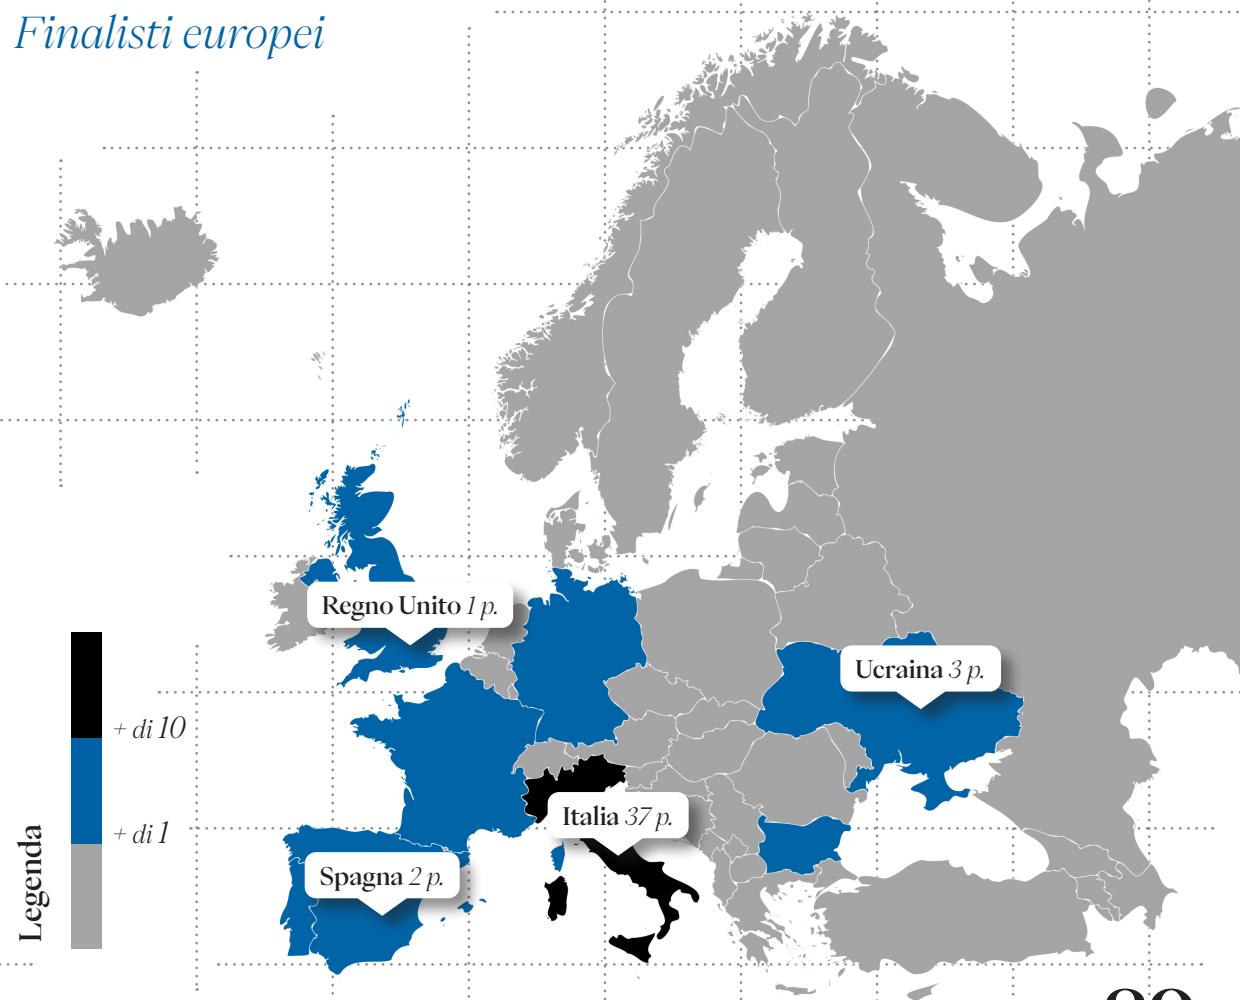 Finalisti europei
Regno Unito 1 p.
Ucraina 3 p.
Italia 37 p.
Spagna 2 p.
Legenda
+ di 10
+ di 1